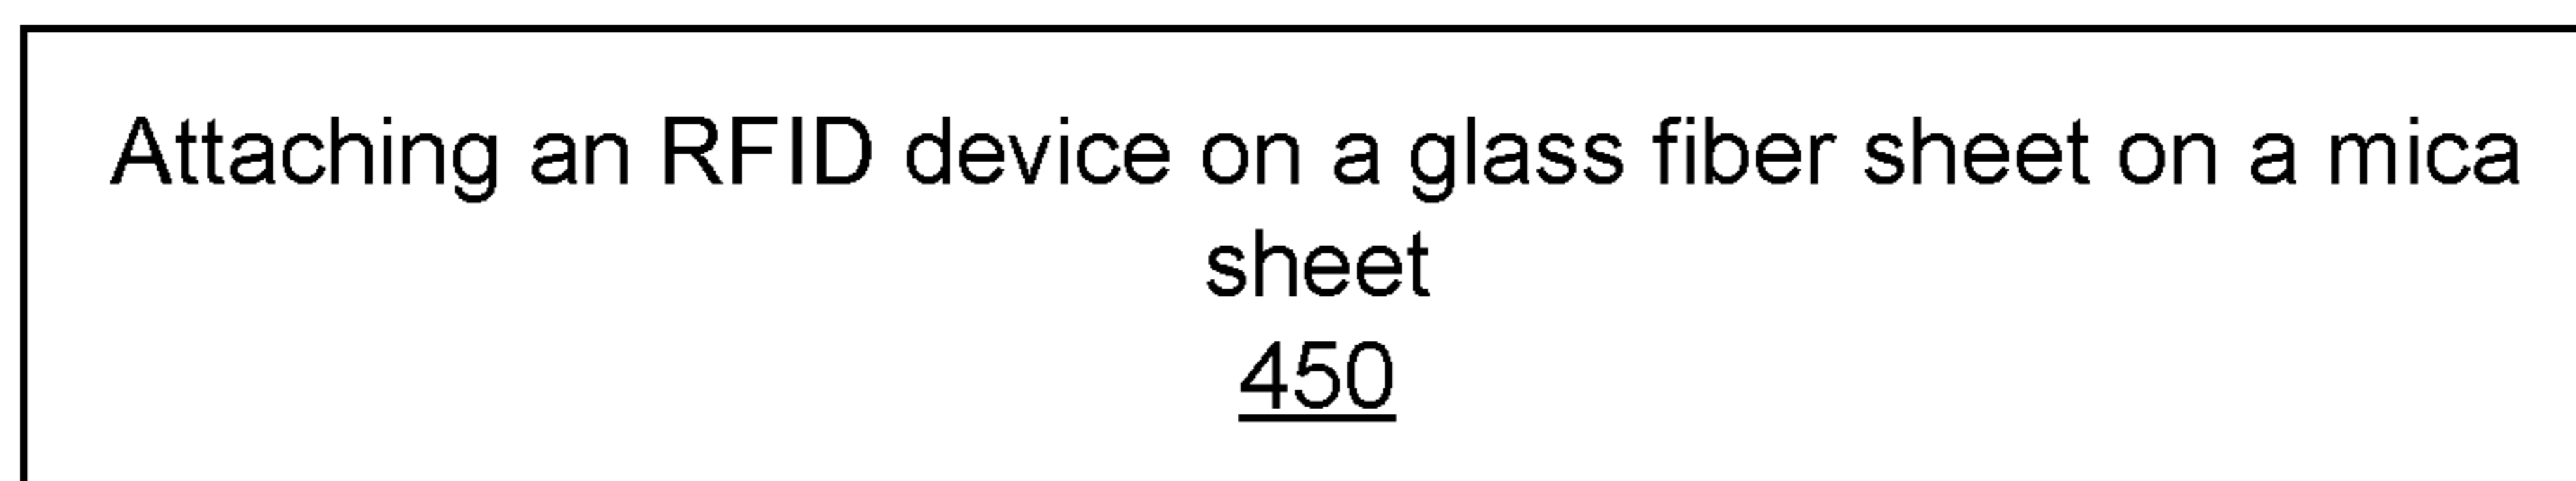 Attaching an RFID device on a glass fiber sheet on a mica
sheet
450